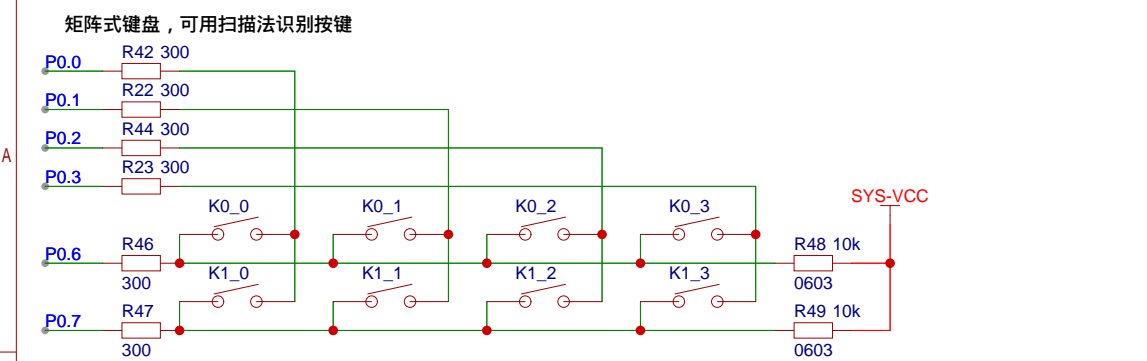 矩阵式键盘，可用扫描法识别按键
P0.0 R42 300
P0.1 R22 300
P0.2 R44 300
P0.3 R23 300
A
SYS-VCC
K0_0 K0_1 K0_2 K0_3
P0.6 R46 R48 10k
300 0603
K1_0 K1_1 K1_2 K1_3
P0.7 R47 R49 10k
300 0603